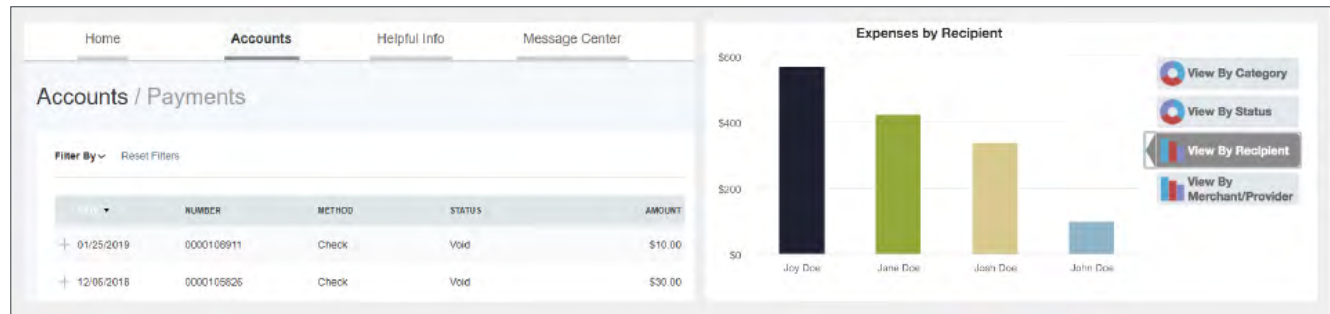 Home Accounts Helpful Info Message Center
Accounts / Payments
Filter By Reset Filters
NUMBER METHOD STATUS AMOUNT
01/25/2019 0000106911 Check Void $10.00
12/06/2018 0000105826 Check Void $30.00
Expenses by Recipient
$600
$400
$200
$0
Joy Doe Jane Doe Josh Doe John Doe
View By Category
View By Status
View By Recipient
View By
Merchant/Provider